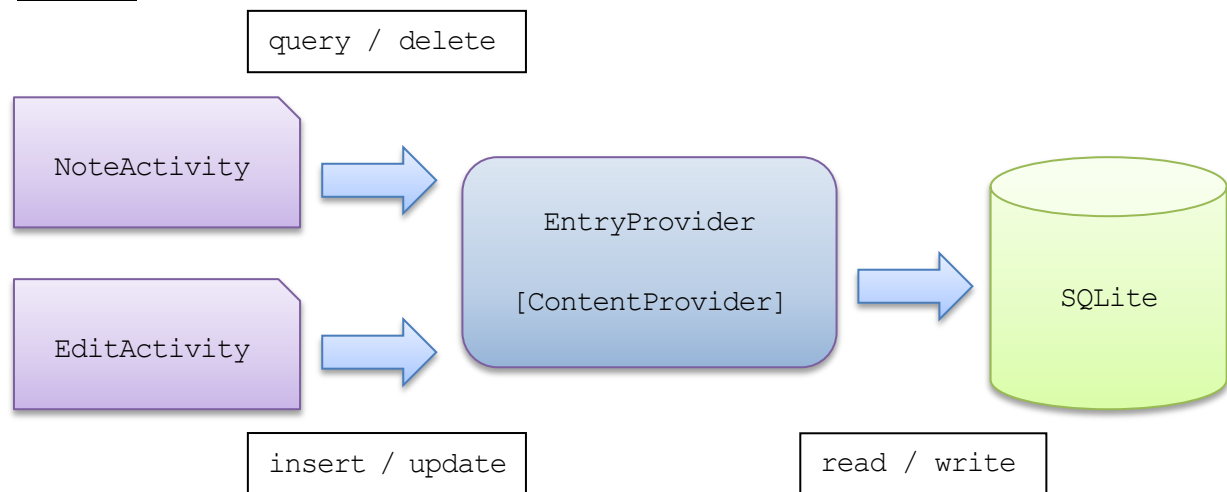 query / delete
NoteActivity
EntryProvider
[ContentProvider]
SQLite
EditActivity
insert / update
read / write